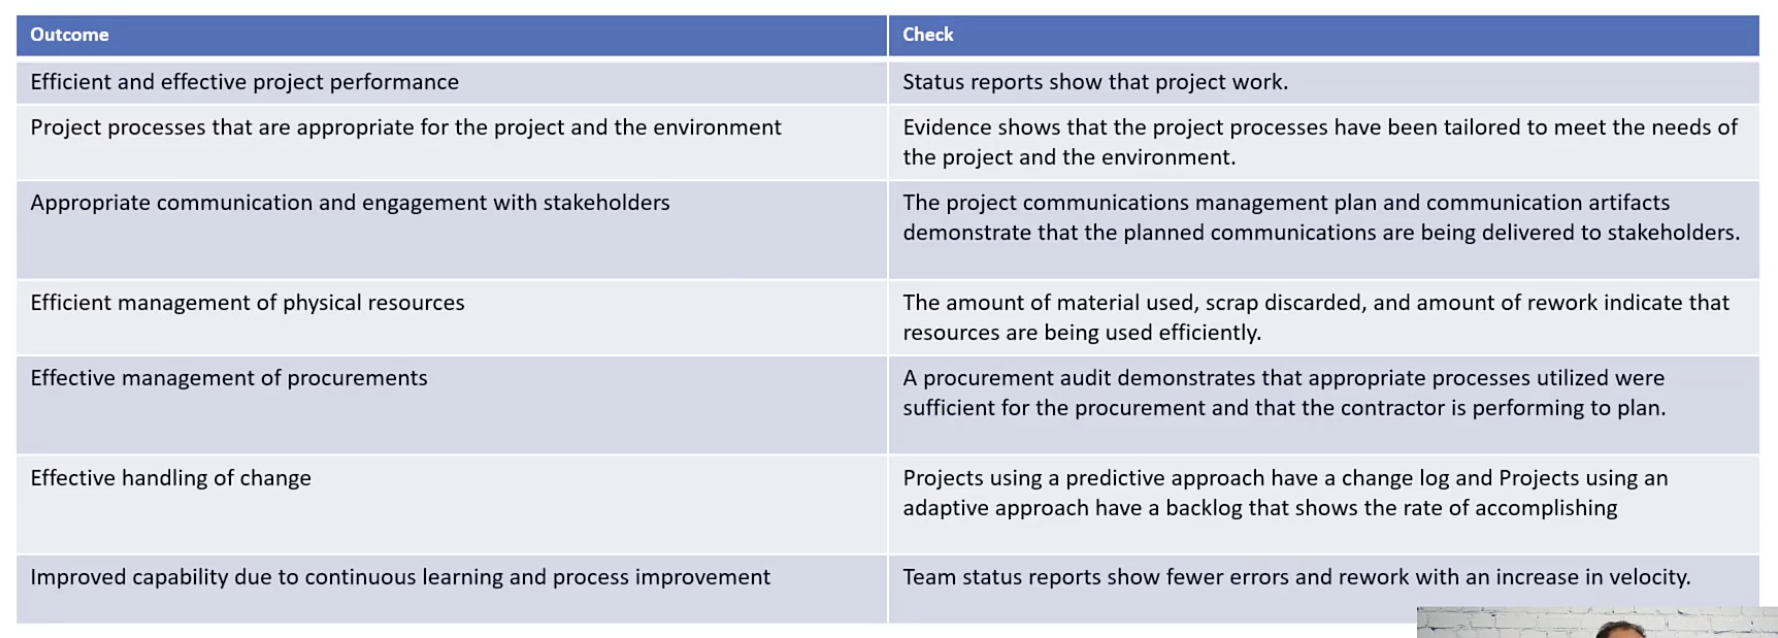 Outcome
Check
Efficient and effective project performance
Status reports show that project work.
Project processes that are appropriate for the project and the environment
Evidence shows that the project processes have been tailored to meet the needs of
the project and the environment.
Appropriate communication and engagement with stakeholders
The project communications management plan and communication artifacts
demonstrate that the planned communications are being delivered to stakeholders.
Efficient management of physical resources
The amount of material used, scrap discarded, and amount of rework indicate that
resources are being used efficiently.
Effective management of procurements
A procurement audit demonstrates that appropriate processes utilized were
sufficient for the procurement and that the contractor is performing to plan.
Effective handling of change
Projects using a predictive approach have a change log and Projects using an
adaptive approach have a backlog that shows the rate of accomplishing
Improved capability due to continuous learning and process improvement
Team status reports show fewer errors and rework with an increase in velocity.